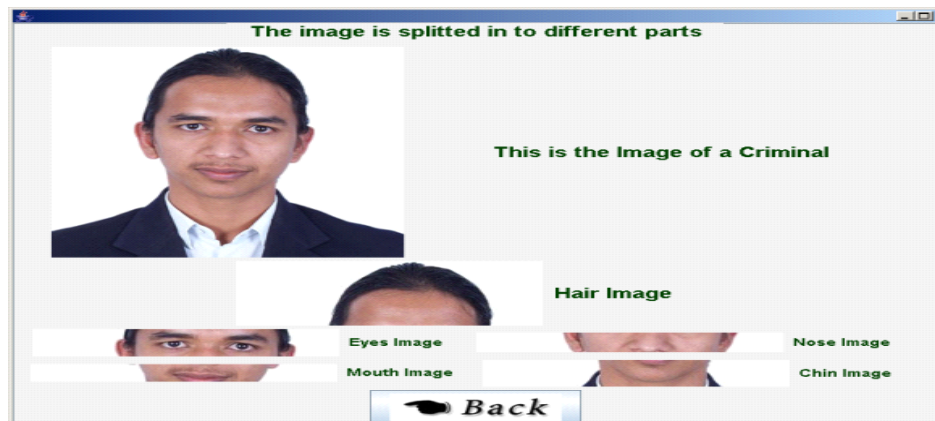 The image is splitted in to different parts
This is the Image of a Criminal
Hair Image
Eyes Image
Nose Image
Mouth Image
Chin Image
Back